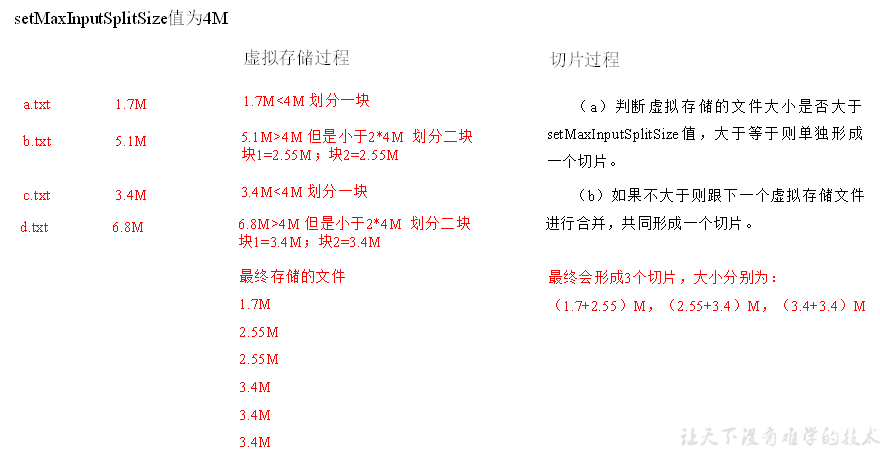 setMaxInputSplitSize值为4M
虚拟存储过程
切片过程
a.txt 1.7M 1.7M<4M 划分一块
b.txt 5.1M 5.1M>4M 但是小于2*4M 划分二块
块1=2.55M；块2=2.55M
c.txt 3.4M 3.4M<4M 划分一块
d.txt 6.8M 6.8M>4M 但是小于2*4M 划分二块
块1=3.4M；块2=3.4M
最终存储的文件
1.7M
2.55M
2.55M
3.4M
3.4M
3.4M
（a）判断虚拟存储的文件大小是否大于
setMaxInputSplitSize值，大于等于则单独形成
一个切片。
（b）如果不大于则跟下一个虚拟存储文件
进行合并，共同形成一个切片。
最终会形成3个切片，大小分别为：
（1.7+2.55）M，（2.55+3.4）M，（3.4+3.4）M
让天下没有难学的技术